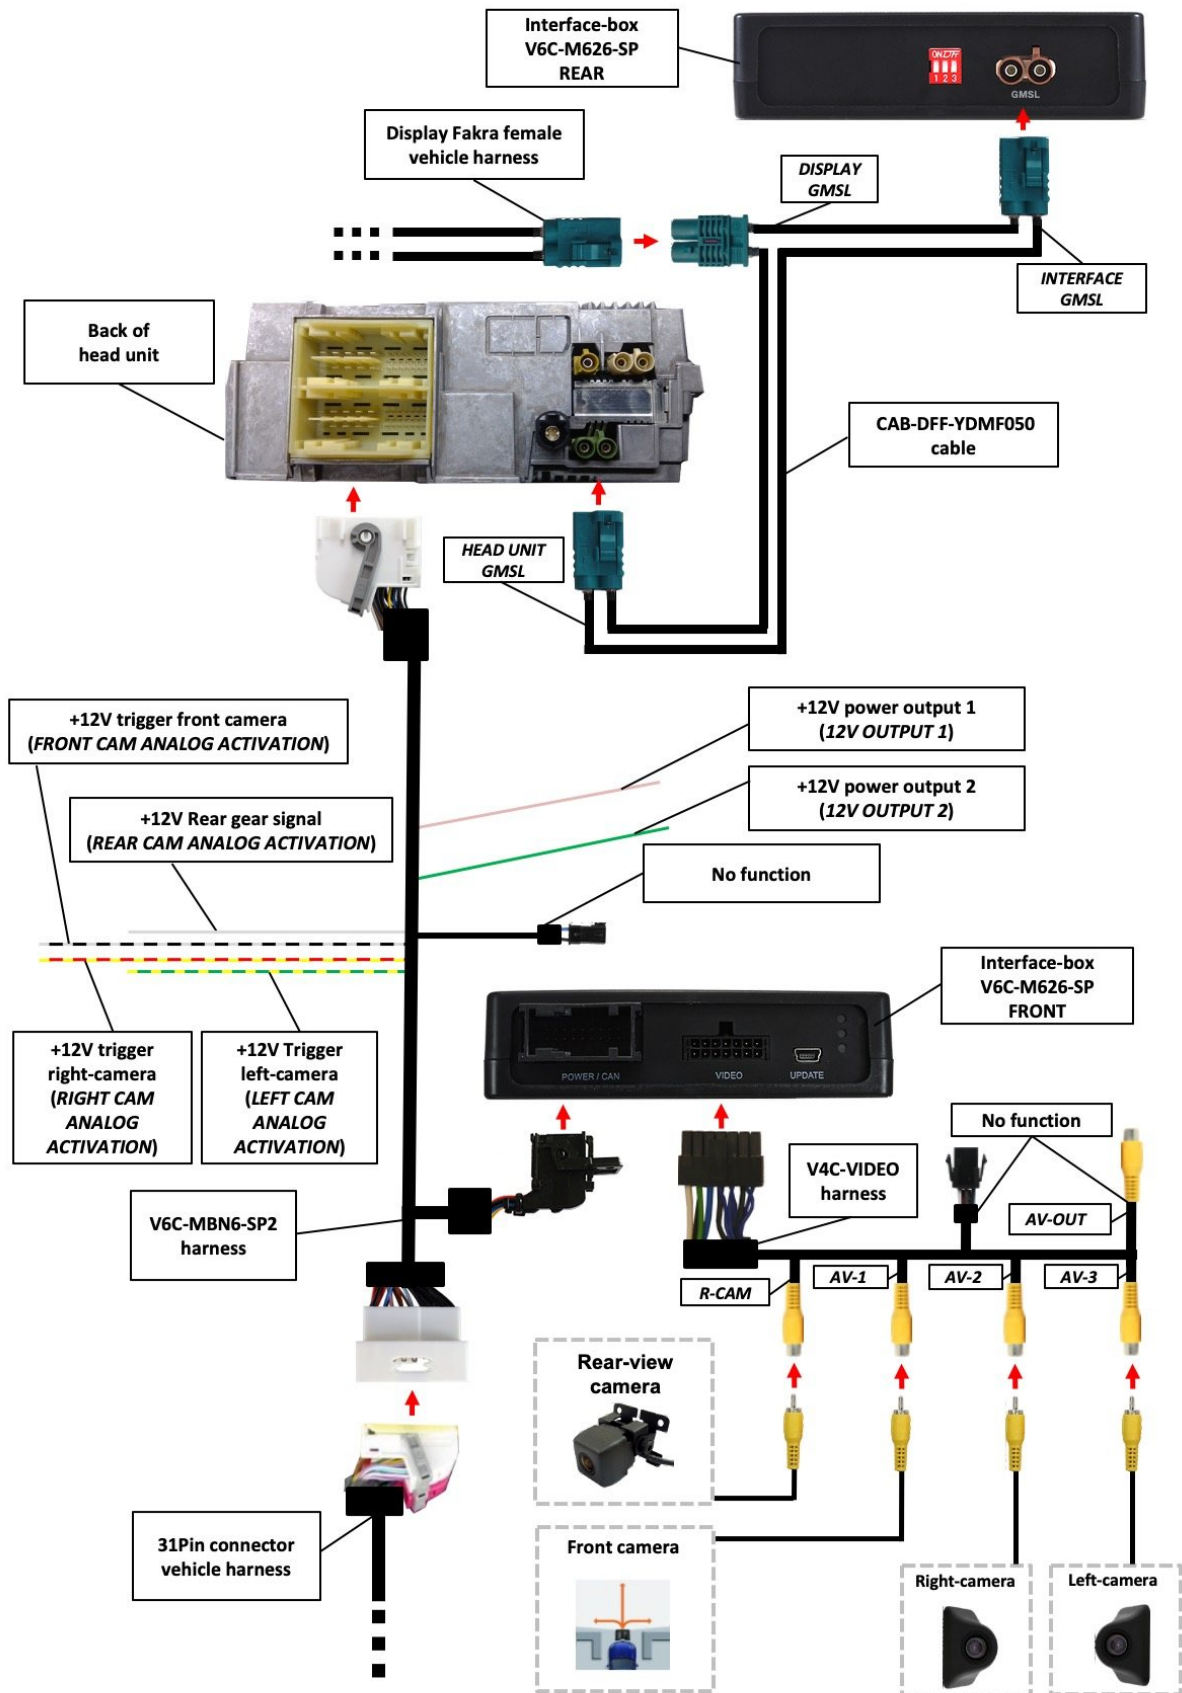 Interface-box
V6C-M626-SP
REAR
ON DIP
1 2 3
GMSL
Display Fakra female
vehicle harness
DISPLAY
GMSL
INTERFACE
GMSL
Back of
head unit
CAB-DFF-YDMF050
cable
HEAD UNIT
GMSL
+12V trigger front camera
(FRONT CAM ANALOG ACTIVATION)
+12V power output 1
(12V OUTPUT 1)
+12V Rear gear signal
(REAR CAM ANALOG ACTIVATION)
+12V power output 2
(12V OUTPUT 2)
No function
Interface-box
V6C-M626-SP
FRONT
+12V trigger
right-camera
(RIGHT CAM
ANALOG
ACTIVATION)
+12V Trigger
left-camera
(LEFT CAM
ANALOG
ACTIVATION)
POWER / CAN
VIDEO
UPDATE
No function
V4C-VIDEO
harness
V6C-MBN6-SP2
harness
AV-OUT
R-CAM
AV-1
AV-2
AV-3
Rear-view
camera
31Pin connector
vehicle harness
Front camera
Right-camera
Left-camera